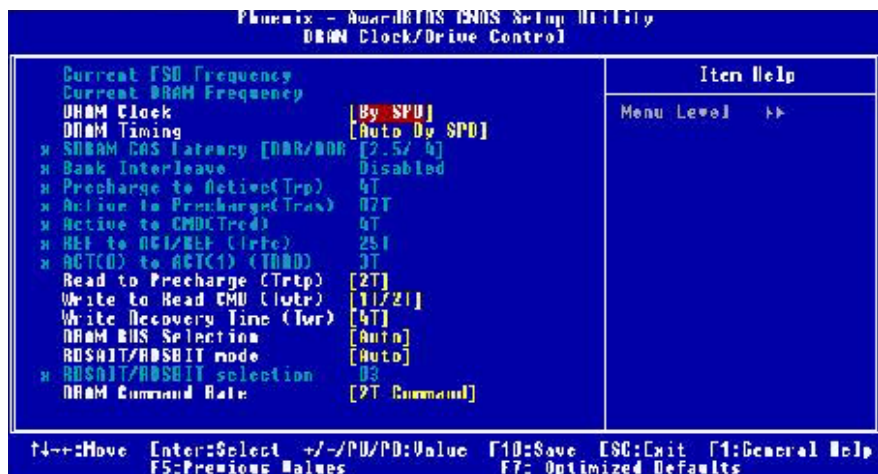 Phoenix - AwardBIOS CMOS Setup Utility
DRAM Clock/Drive Control
Current FSB Frequency
Current DRAM Frequency
DRAM Clock [By SPD]
DRAM Timing [Auto By SPD]
x SDRAM CAS Latency [DDR/DDR [2.5/ 4]
x Bank Interleave Disabled
x Precharge to Active(Trp) 4T
x Active to Precharge(Tras) 07T
x Active to CMD(Trcd) 4T
x REF to ACT/REF (Trfc) 25T
x ACT(0) to ACT(1) (TRRD) 3T
Read to Precharge (Trtp) [2T]
Write to Read CMD (Twtr) [1T/2T]
Write Recovery Time (Twr) [4T]
DRAM BUS Selection [Auto]
RDSAIT/RDSBIT mode [Auto]
x RDSAIT/RDSBIT selection 03
DRAM Command Rate [2T Command]
Item Help
Menu Level ►►
↑↓→←:Move Enter:Select +/-/PU/PD:Value F10:Save ESC:Exit F1:General Help
F5:Previous Values F7: Optimized Defaults